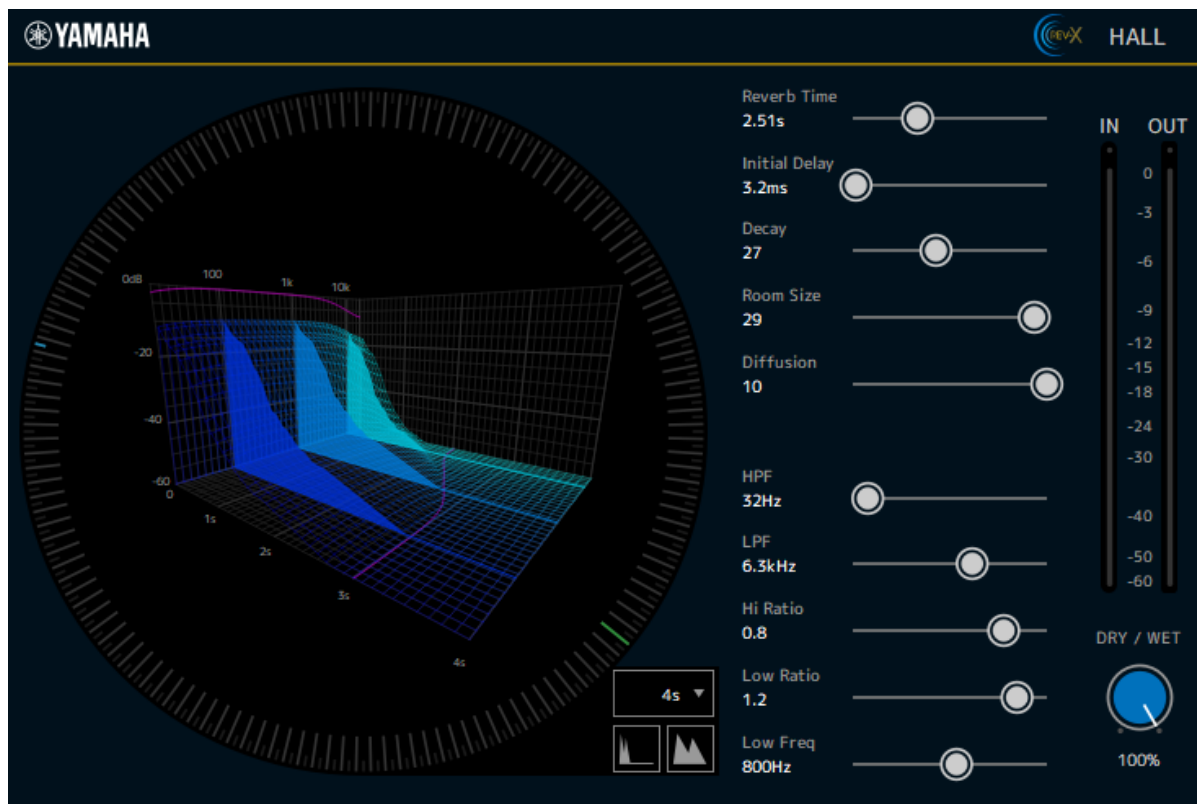 YAMAHA
REV-X
HALL
Reverb Time
2.51s
Initial Delay
3.2ms
Decay
27
Room Size
29
Diffusion
10
HPF
32Hz
LPF
6.3kHz
Hi Ratio
0.8
Low Ratio
1.2
Low Freq
800Hz
IN OUT
0
-3
-6
-9
-12
-15
-18
-24
-30
-40
-50
-60
DRY / WET
100%
0dB
100
1k
10k
-20
-40
-60
0
1s
2s
3s
4s
4s